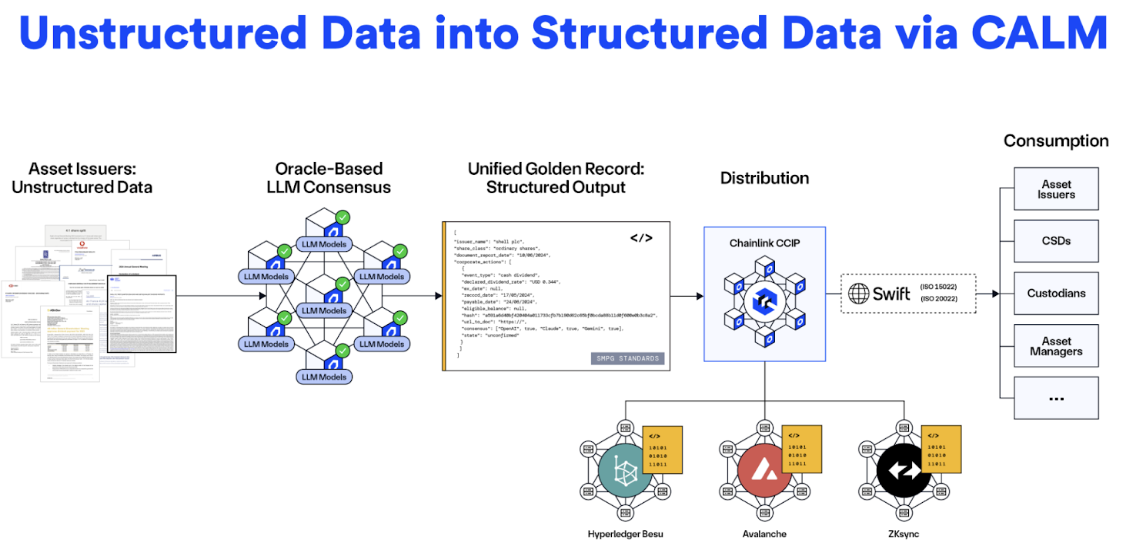 Unstructured Data into Structured Data via CALM
Asset Issuers:
Unstructured Data
Oracle-Based
LLM Consensus
LLM Models
LLM Models
LLM Models
LLM Models
LLM Models
LLM Models
LLM Models
Unified Golden Record:
Structured Output
</>
{
"issuer_name": "shell plc",
"share_class": "ordinary shares",
"document_report_date": "10/06/2024",
"corporate_actions": [
{
"event_type": "cash dividend",
"declared_dividend_rate": "USD 0.344",
"ex_date": null,
"record_date": "17/05/2024",
"payable_date": "24/06/2024",
"eligible_balance": null,
"url_to_doc": "https://",
"consensus": ["OpenAI", true, "Claude", true, "Gemini", true],
"state": "unconfirmed"
}
]
SMPG STANDARDS
Distribution
Chainlink CCIP
Swift
(ISO 15022)
(ISO 20022)
Consumption
Asset
Issuers
CSDs
Custodians
Asset
Managers
...
</>
10101
01010
11011
Hyperledger Besu
</>
10101
01010
11011
Avalanche
</>
10101
01010
11011
ZKsync